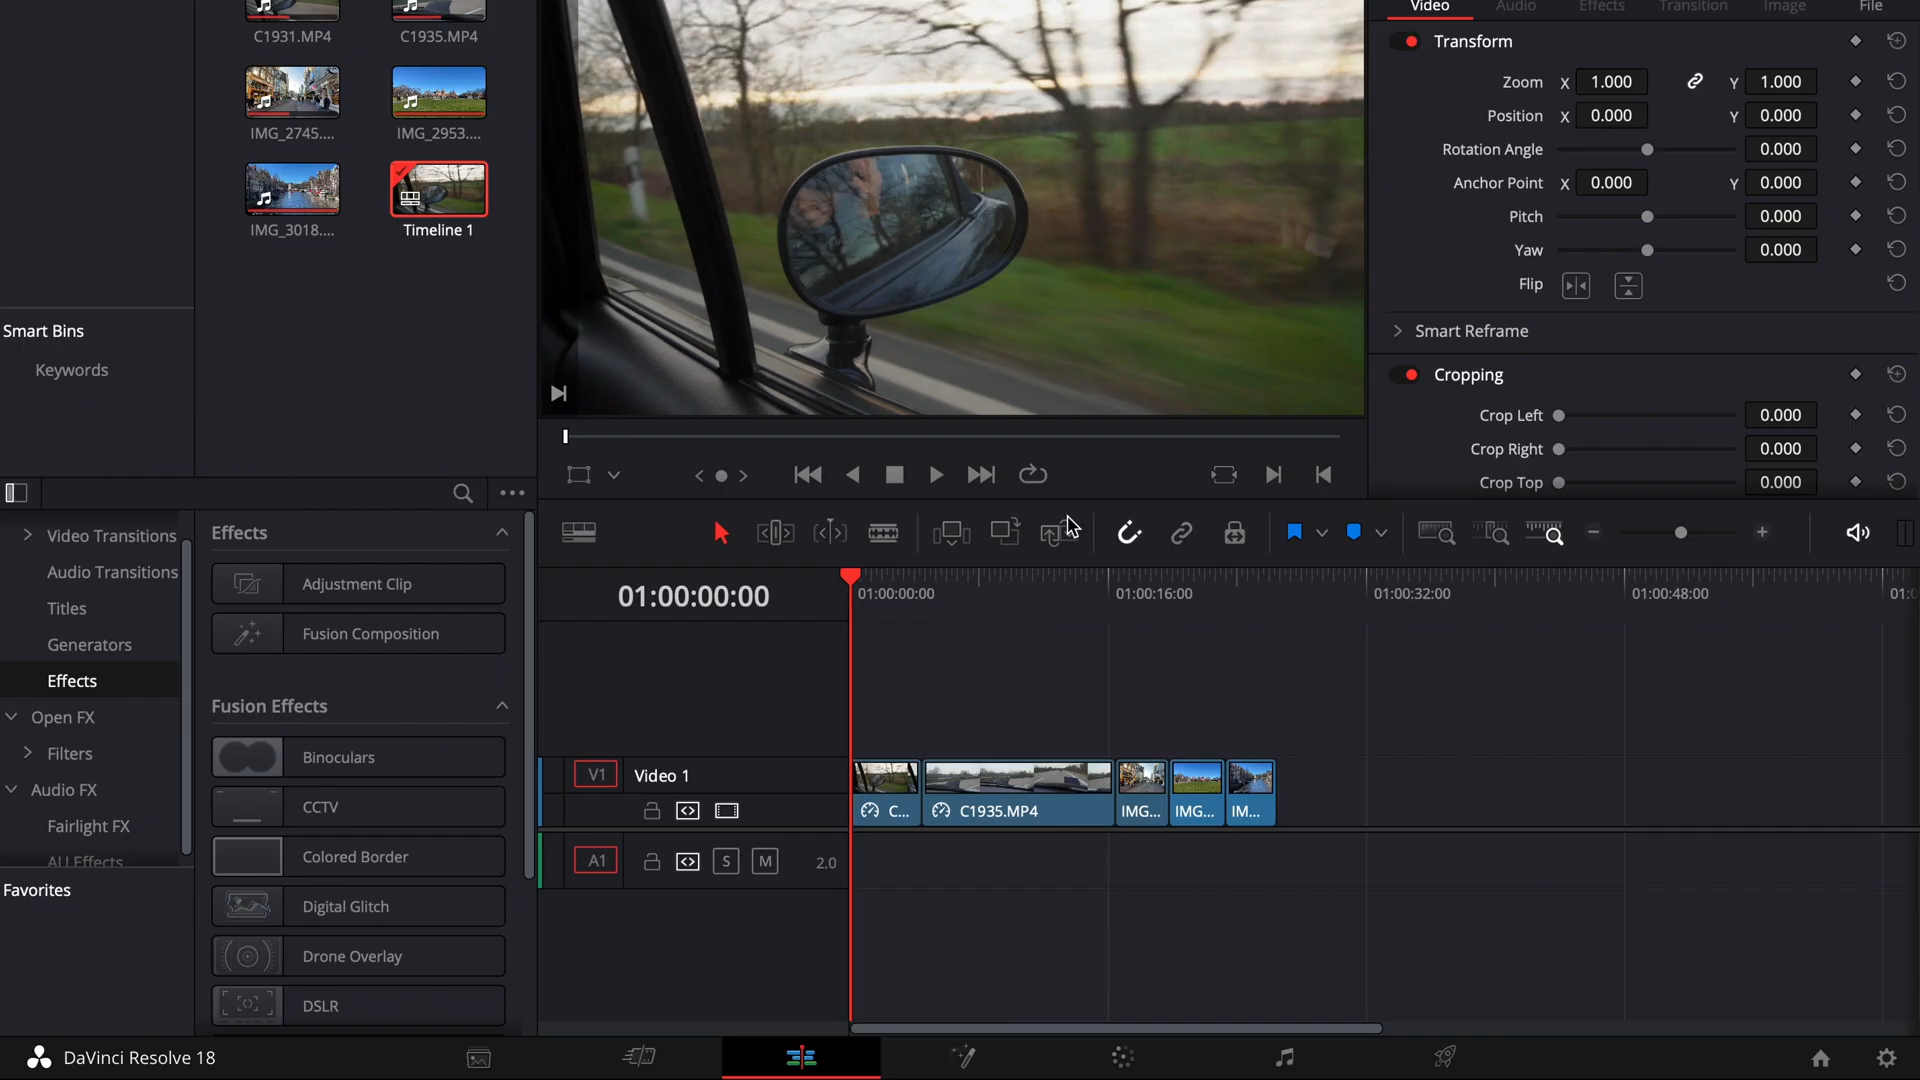 C1931.MP4
C1935.MP4
IMG_2745....
IMG_2953....
IMG_3018....
Timeline 1
Smart Bins
Keywords
Video
Audio
Effects
Transition
Image
File
Transform
Zoom X 1.000 Y 1.000
Position X 0.000 Y 0.000
Rotation Angle 0.000
Anchor Point X 0.000 Y 0.000
Pitch 0.000
Yaw 0.000
Flip
Smart Reframe
Cropping
Crop Left 0.000
Crop Right 0.000
Crop Top 0.000
Video Transitions
Audio Transitions
Titles
Generators
Effects
Open FX
Filters
Audio FX
Fairlight FX
AU Effects
Favorites
Effects
Adjustment Clip
Fusion Composition
Fusion Effects
Binoculars
CCTV
Colored Border
Digital Glitch
Drone Overlay
DSLR
01:00:00:00
01:00:00:00
01:00:16:00
01:00:32:00
01:00:48:00
01:0
V1 Video 1
C...
C1935.MP4
IMG...
IMG...
IM...
A1 S M 2.0
DaVinci Resolve 18